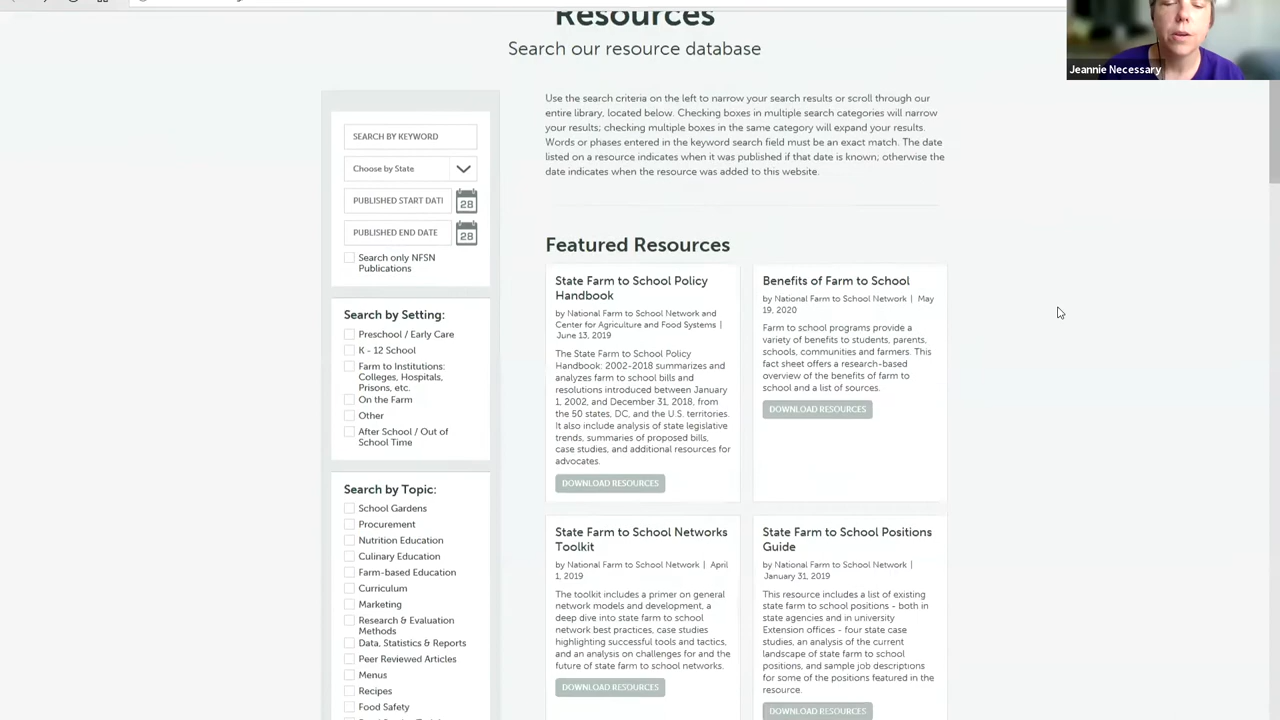 Resources
Search our resource database
Jeannie Necessary
SEARCH BY KEYWORD
Choose by State
PUBLISHED START DATI
28
PUBLISHED END DATE
28
Search only NFSN
Publications
Search by Setting:
Preschool / Early Care
K - 12 School
Farm to Institutions:
Colleges, Hospitals,
Prisons, etc.
On the Farm
Other
After School / Out of
School Time
Search by Topic:
School Gardens
Procurement
Nutrition Education
Culinary Education
Farm-based Education
Curriculum
Marketing
Research & Evaluation
Methods
Data, Statistics & Reports
Peer Reviewed Articles
Menus
Recipes
Food Safety
Use the search criteria on the left to narrow your search results or scroll through our
entire library, located below. Checking boxes in multiple search categories will narrow
your results; checking multiple boxes in the same category will expand your results.
Words or phases entered in the keyword search field must be an exact match. The date
listed on a resource indicates when it was published if that date is known; otherwise the
date indicates when the resource was added to this website.
Featured Resources
State Farm to School Policy
Handbook
by National Farm to School Network and
Center for Agriculture and Food Systems |
June 13, 2019
The State Farm to School Policy
Handbook: 2002-2018 summarizes and
analyzes farm to school bills and
resolutions introduced between January
1, 2002, and December 31, 2018, from
the 50 states, DC, and the U.S. territories.
It also include analysis of state legislative
trends, summaries of proposed bills,
case studies, and additional resources for
advocates.
DOWNLOAD RESOURCES
Benefits of Farm to School
by National Farm to School Network | May
19, 2020
Farm to school programs provide a
variety of benefits to students, parents,
schools, communities and farmers. This
fact sheet offers a research-based
overview of the benefits of farm to
school and a list of sources.
DOWNLOAD RESOURCES
State Farm to School Networks
Toolkit
by National Farm to School Network | April
1, 2019
The toolkit includes a primer on general
network models and development, a
deep dive into state farm to school
network best practices, case studies
highlighting successful tools and tactics,
and an analysis on challenges for and the
future of state farm to school networks.
DOWNLOAD RESOURCES
State Farm to School Positions
Guide
by National Farm to School Network |
January 31, 2019
This resource includes a list of existing
state farm to school positions - both in
state agencies and in university
Extension offices - four state case
studies, an analysis of the current
landscape of state farm to school
positions, and sample job descriptions
for some of the positions featured in the
resource.
DOWNLOAD RESOURCES